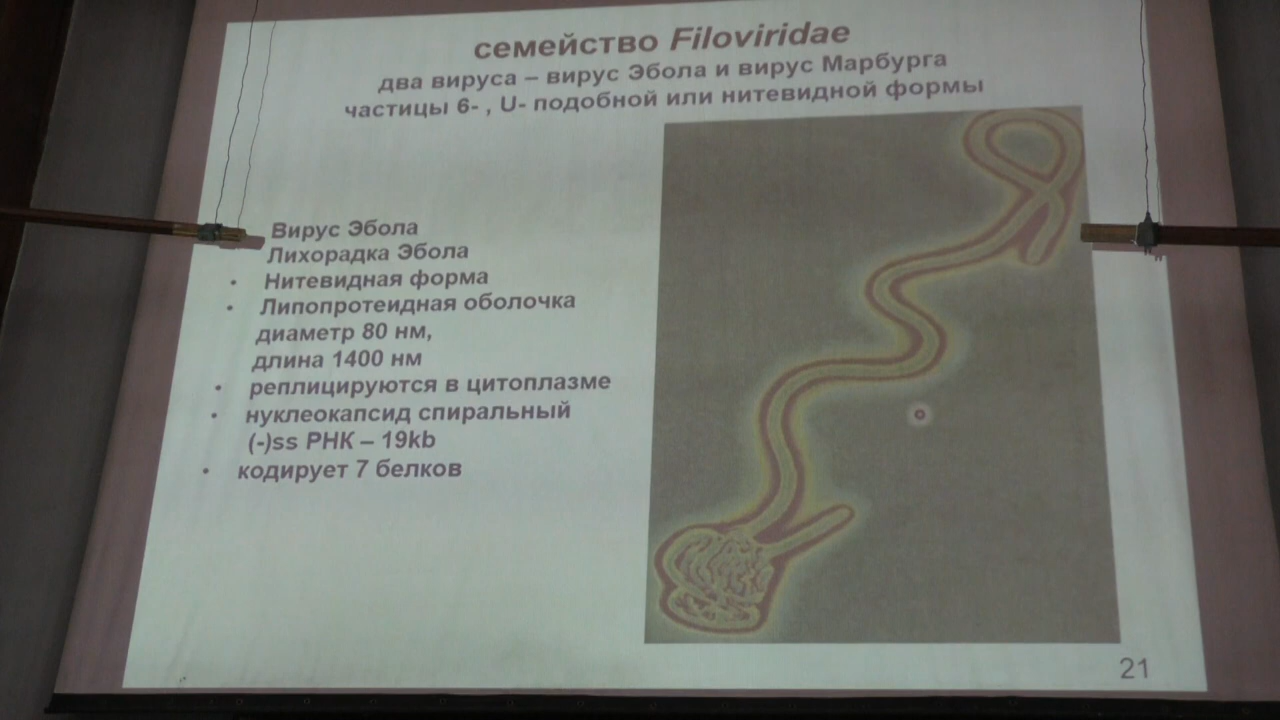 семейство Filoviridae
два вируса – вирус Эбола и вирус Марбурга
частицы 6- , U- подобной или нитевидной формы
Вирус Эбола
Лихорадка Эбола
• Нитевидная форма
• Липопротеидная оболочка
диаметр 80 нм,
длина 1400 нм
• реплицируются в цитоплазме
• нуклеокапсид спиральный
(-)ss РНК – 19kb
• кодирует 7 белков
21